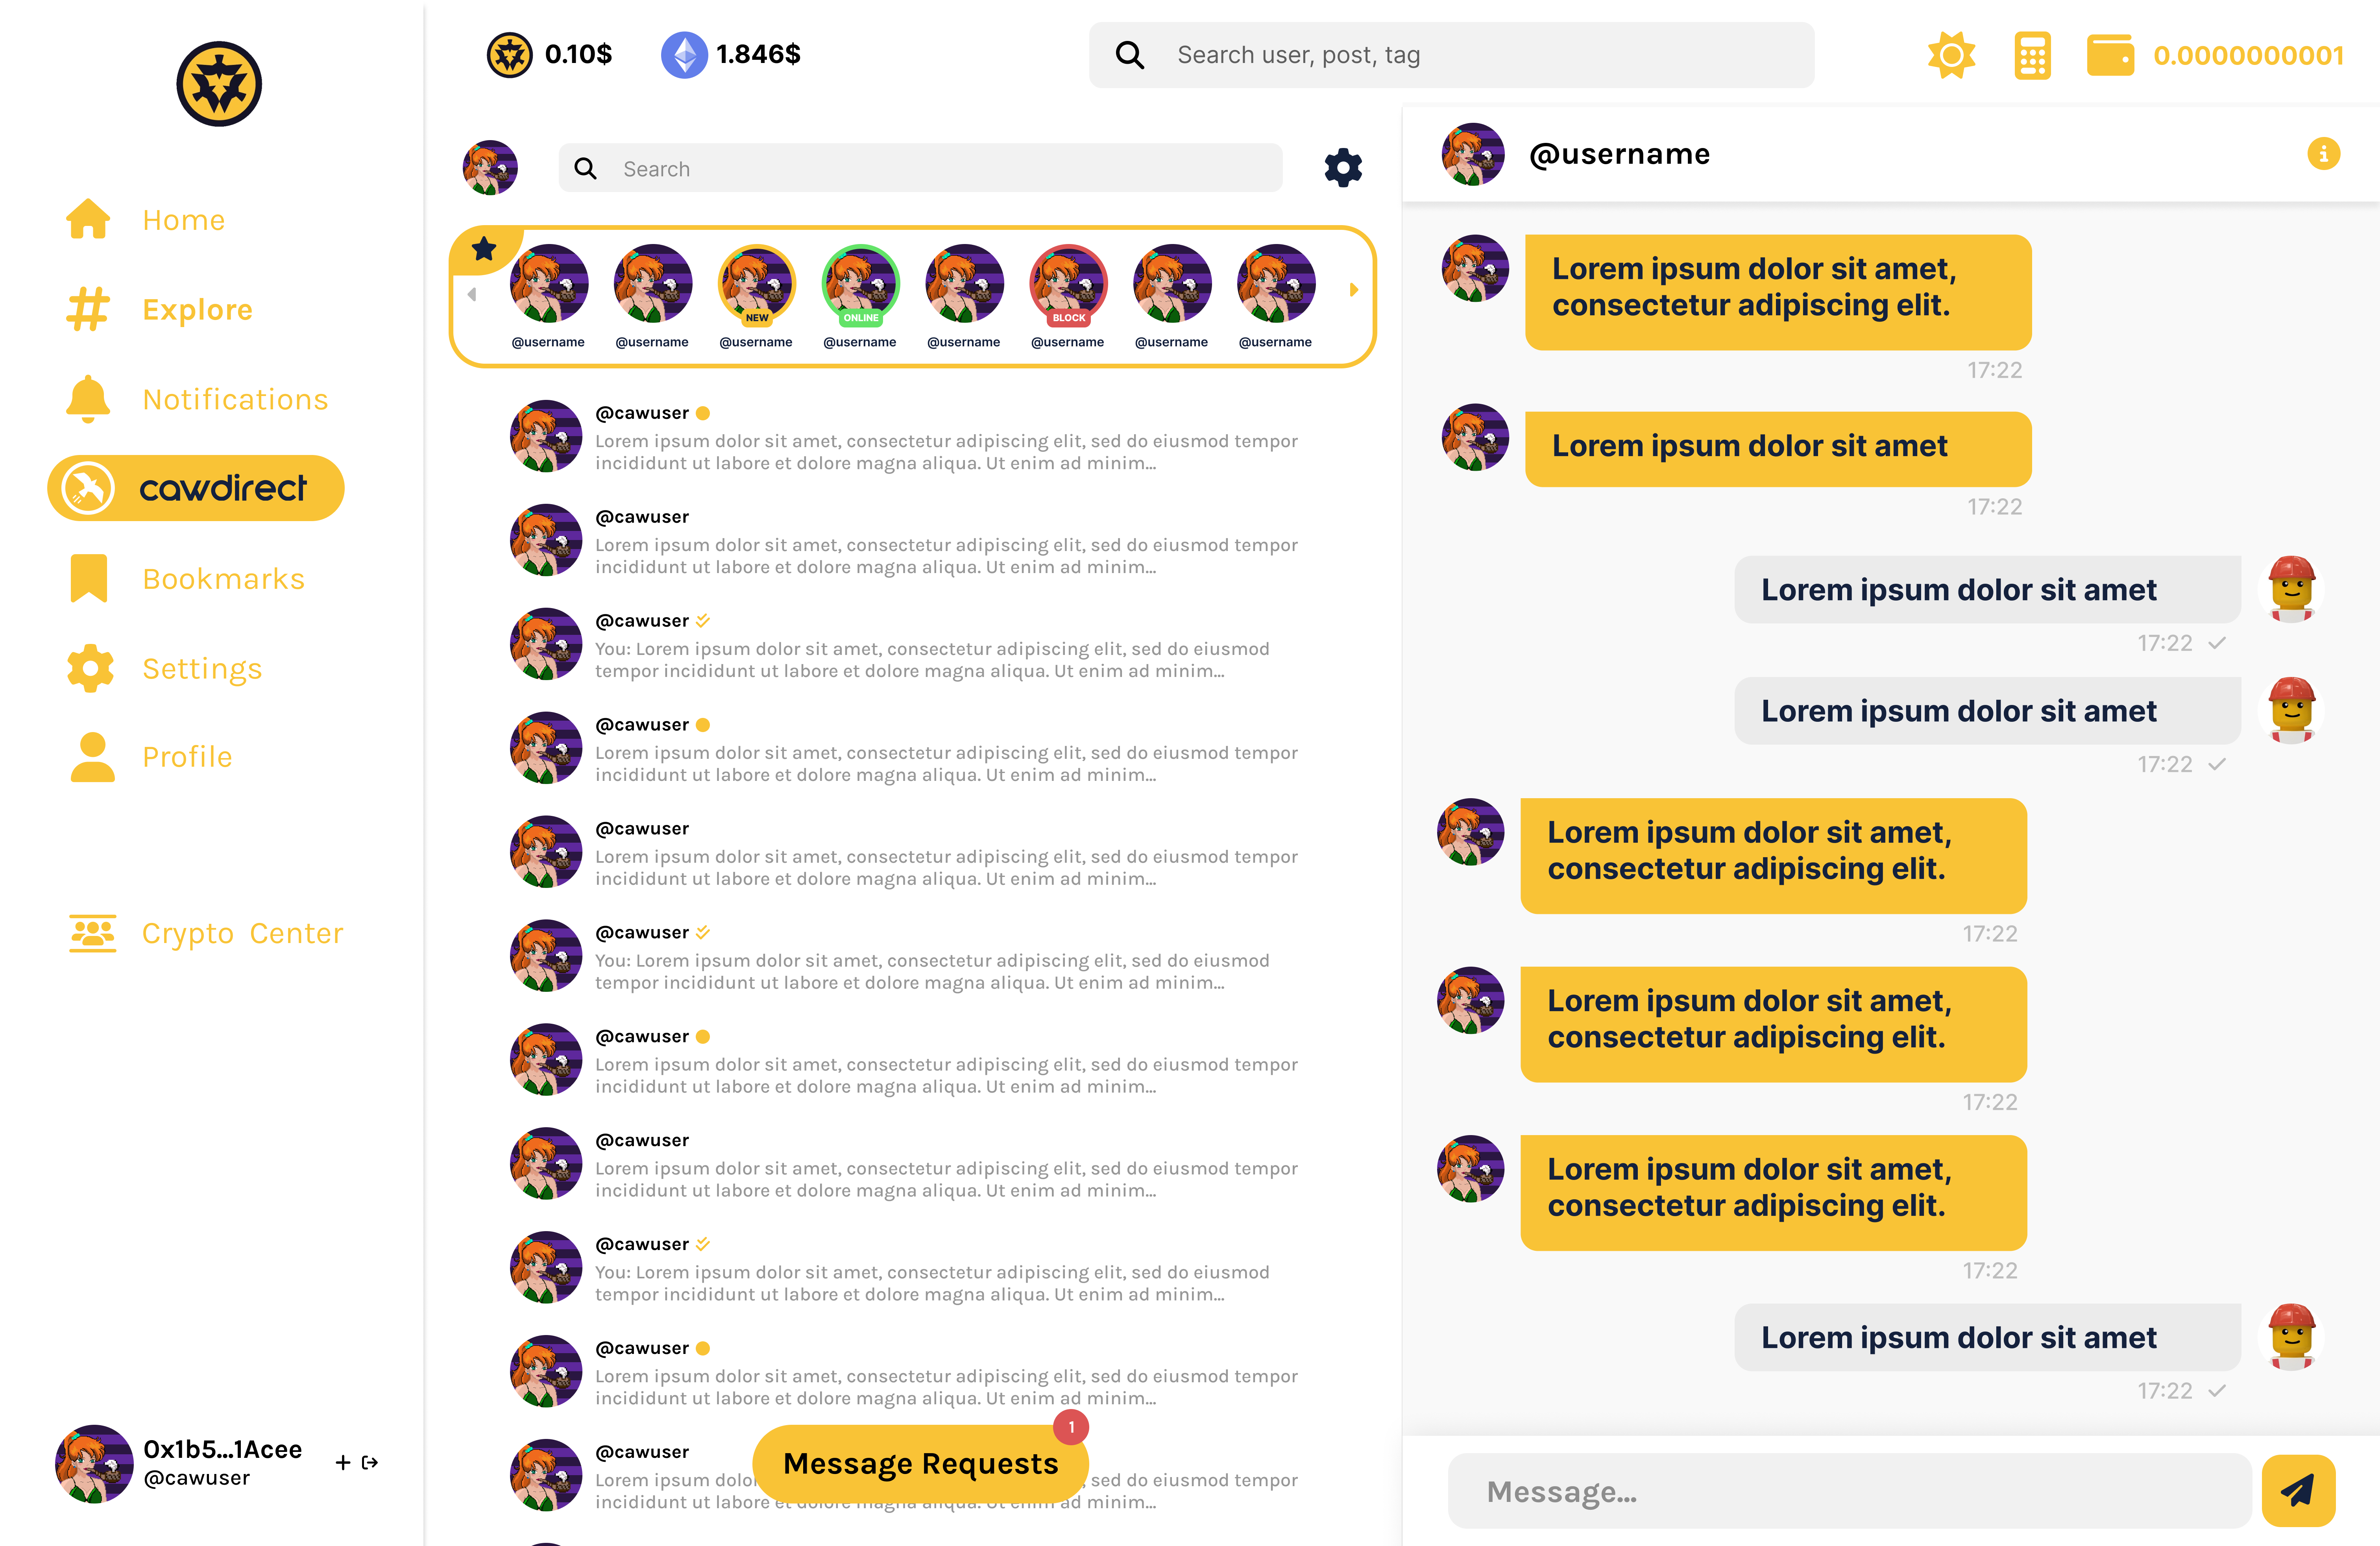 0.10$
1.846$
Search user, post, tag
0.0000000001
Home
Explore
Notifications
cawdirect
Bookmarks
Settings
Profile
Crypto Center
0x1b5...1Acee
@cawuser
Search
NEW
ONLINE
BLOCK
@username
@username
@username
@username
@username
@username
@username
@username
@cawuser
Lorem ipsum dolor sit amet, consectetur adipiscing elit, sed do eiusmod tempor
incididunt ut labore et dolore magna aliqua. Ut enim ad minim...
@cawuser
Lorem ipsum dolor sit amet, consectetur adipiscing elit, sed do eiusmod tempor
incididunt ut labore et dolore magna aliqua. Ut enim ad minim...
@cawuser
You: Lorem ipsum dolor sit amet, consectetur adipiscing elit, sed do eiusmod
tempor incididunt ut labore et dolore magna aliqua. Ut enim ad minim...
@cawuser
Lorem ipsum dolor sit amet, consectetur adipiscing elit, sed do eiusmod tempor
incididunt ut labore et dolore magna aliqua. Ut enim ad minim...
@cawuser
Lorem ipsum dolor sit amet, consectetur adipiscing elit, sed do eiusmod tempor
incididunt ut labore et dolore magna aliqua. Ut enim ad minim...
@cawuser
You: Lorem ipsum dolor sit amet, consectetur adipiscing elit, sed do eiusmod
tempor incididunt ut labore et dolore magna aliqua. Ut enim ad minim...
@cawuser
Lorem ipsum dolor sit amet, consectetur adipiscing elit, sed do eiusmod tempor
incididunt ut labore et dolore magna aliqua. Ut enim ad minim...
@cawuser
Lorem ipsum dolor sit amet, consectetur adipiscing elit, sed do eiusmod tempor
incididunt ut labore et dolore magna aliqua. Ut enim ad minim...
@cawuser
You: Lorem ipsum dolor sit amet, consectetur adipiscing elit, sed do eiusmod
tempor incididunt ut labore et dolore magna aliqua. Ut enim ad minim...
@cawuser
Lorem ipsum dolor sit amet, consectetur adipiscing elit, sed do eiusmod tempor
incididunt ut labore et dolore magna aliqua. Ut enim ad minim...
@cawuser
Lorem ipsum sed do eiusmod tempor
incididunt ut labore et dolore magna aliqua. Ut enim ad minim...
Message Requests
1
@username
Lorem ipsum dolor sit amet,
consectetur adipiscing elit.
17:22
Lorem ipsum dolor sit amet
17:22
Lorem ipsum dolor sit amet
17:22
Lorem ipsum dolor sit amet
17:22
Lorem ipsum dolor sit amet,
consectetur adipiscing elit.
17:22
Lorem ipsum dolor sit amet,
consectetur adipiscing elit.
17:22
Lorem ipsum dolor sit amet,
consectetur adipiscing elit.
17:22
Lorem ipsum dolor sit amet
17:22
Message...